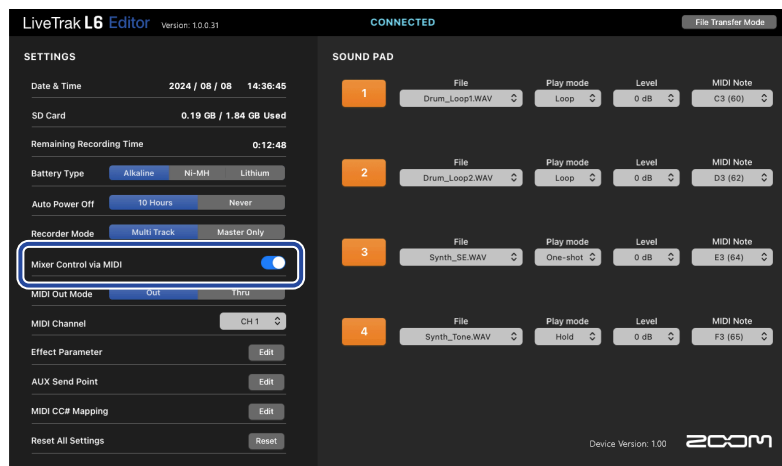 LiveTrak L6 Editor Version: 1.0.0.31
CONNECTED
File Transfer Mode
SETTINGS
Date & Time 2024 / 08 / 08 14:36:45
SD Card 0.19 GB / 1.84 GB Used
Remaining Recording Time 0:12:48
Battery Type Alkaline Ni-MH Lithium
Auto Power Off 10 Hours Never
Recorder Mode Multi Track Master Only
Mixer Control via MIDI
MIDI Out Mode Out Thru
MIDI Channel CH 1
Effect Parameter Edit
AUX Send Point Edit
MIDI CC# Mapping Edit
Reset All Settings Reset
SOUND PAD
File Play mode Level MIDI Note
1 Drum_Loop1.WAV Loop 0 dB C3 (60)
File Play mode Level MIDI Note
2 Drum_Loop2.WAV Loop 0 dB D3 (62)
File Play mode Level MIDI Note
3 Synth_SE.WAV One-shot 0 dB E3 (64)
File Play mode Level MIDI Note
4 Synth_Tone.WAV Hold 0 dB F3 (65)
Device Version: 1.00 ZOOM